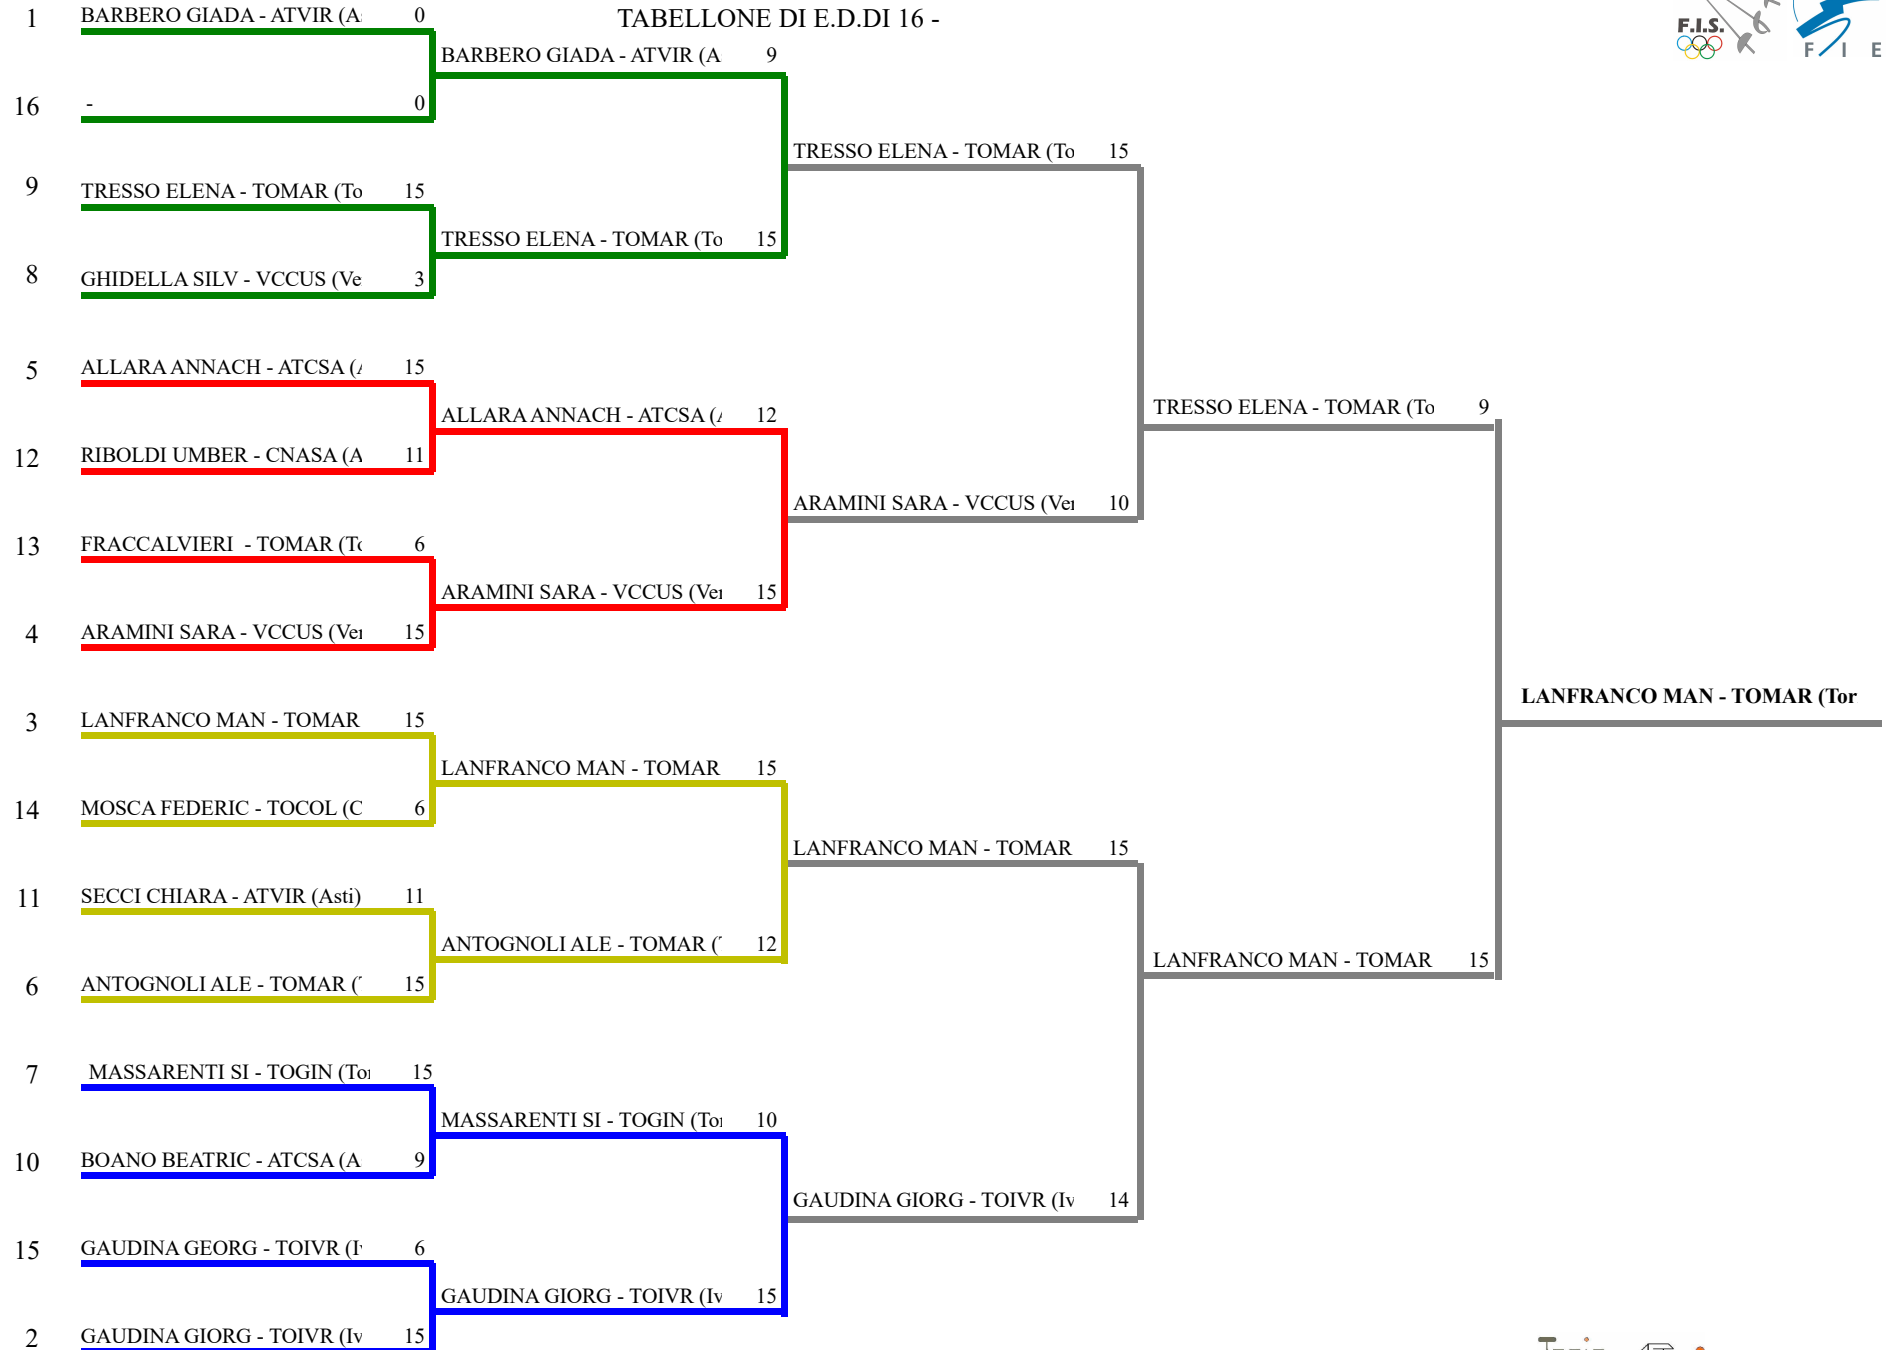 TABELLONE DI E.D.DI 16 -
F.I.S.
F I E
1 BARBERO GIADA - ATVIR (A 0
16 - 0
9 TRESSO ELENA - TOMAR (To 15
8 GHIDELLA SILV - VCCUS (Ve 3
5 ALLARA ANNACH - ATCSA ( 15
12 RIBOLDI UMBER - CNASA (A 11
13 FRACCALVIERI - TOMAR (To 6
4 ARAMINI SARA - VCCUS (Ver 15
3 LANFRANCO MAN - TOMAR 15
14 MOSCA FEDERIC - TOCOL (C 6
11 SECCI CHIARA - ATVIR (Asti) 11
6 ANTOGNOLI ALE - TOMAR ( 15
7 MASSARENTI SI - TOGIN (Tor 15
10 BOANO BEATRIC - ATCSA (A 9
15 GAUDINA GEORG - TOIVR (I 6
2 GAUDINA GIORG - TOIVR (Iv 15
BARBERO GIADA - ATVIR (A 9
TRESSO ELENA - TOMAR (To 15
ALLARA ANNACH - ATCSA ( 12
ARAMINI SARA - VCCUS (Ver 15
LANFRANCO MAN - TOMAR 15
ANTOGNOLI ALE - TOMAR ( 12
MASSARENTI SI - TOGIN (Tor 10
GAUDINA GIORG - TOIVR (Iv 15
TRESSO ELENA - TOMAR (To 15
ARAMINI SARA - VCCUS (Ver 10
LANFRANCO MAN - TOMAR 15
GAUDINA GIORG - TOIVR (Iv 14
TRESSO ELENA - TOMAR (To 9
LANFRANCO MAN - TOMAR 15
LANFRANCO MAN - TOMAR (Tor